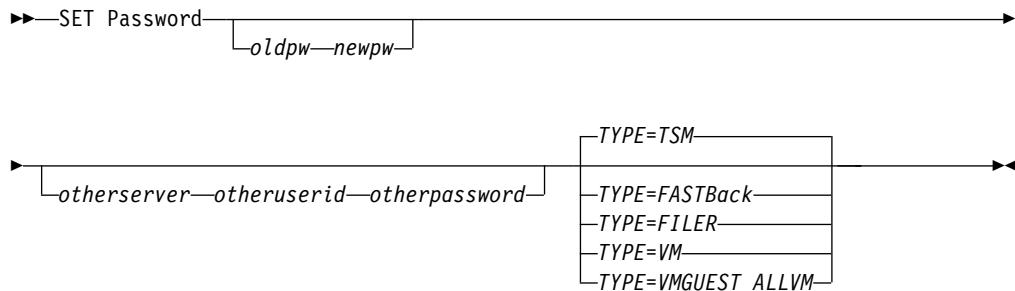 SET Password
oldpw newpw
TYPE=TSM
otherserver otheruserid otherpassword
TYPE=FASTBack
TYPE=FILER
TYPE=VM
TYPE=VMGUEST ALLVM